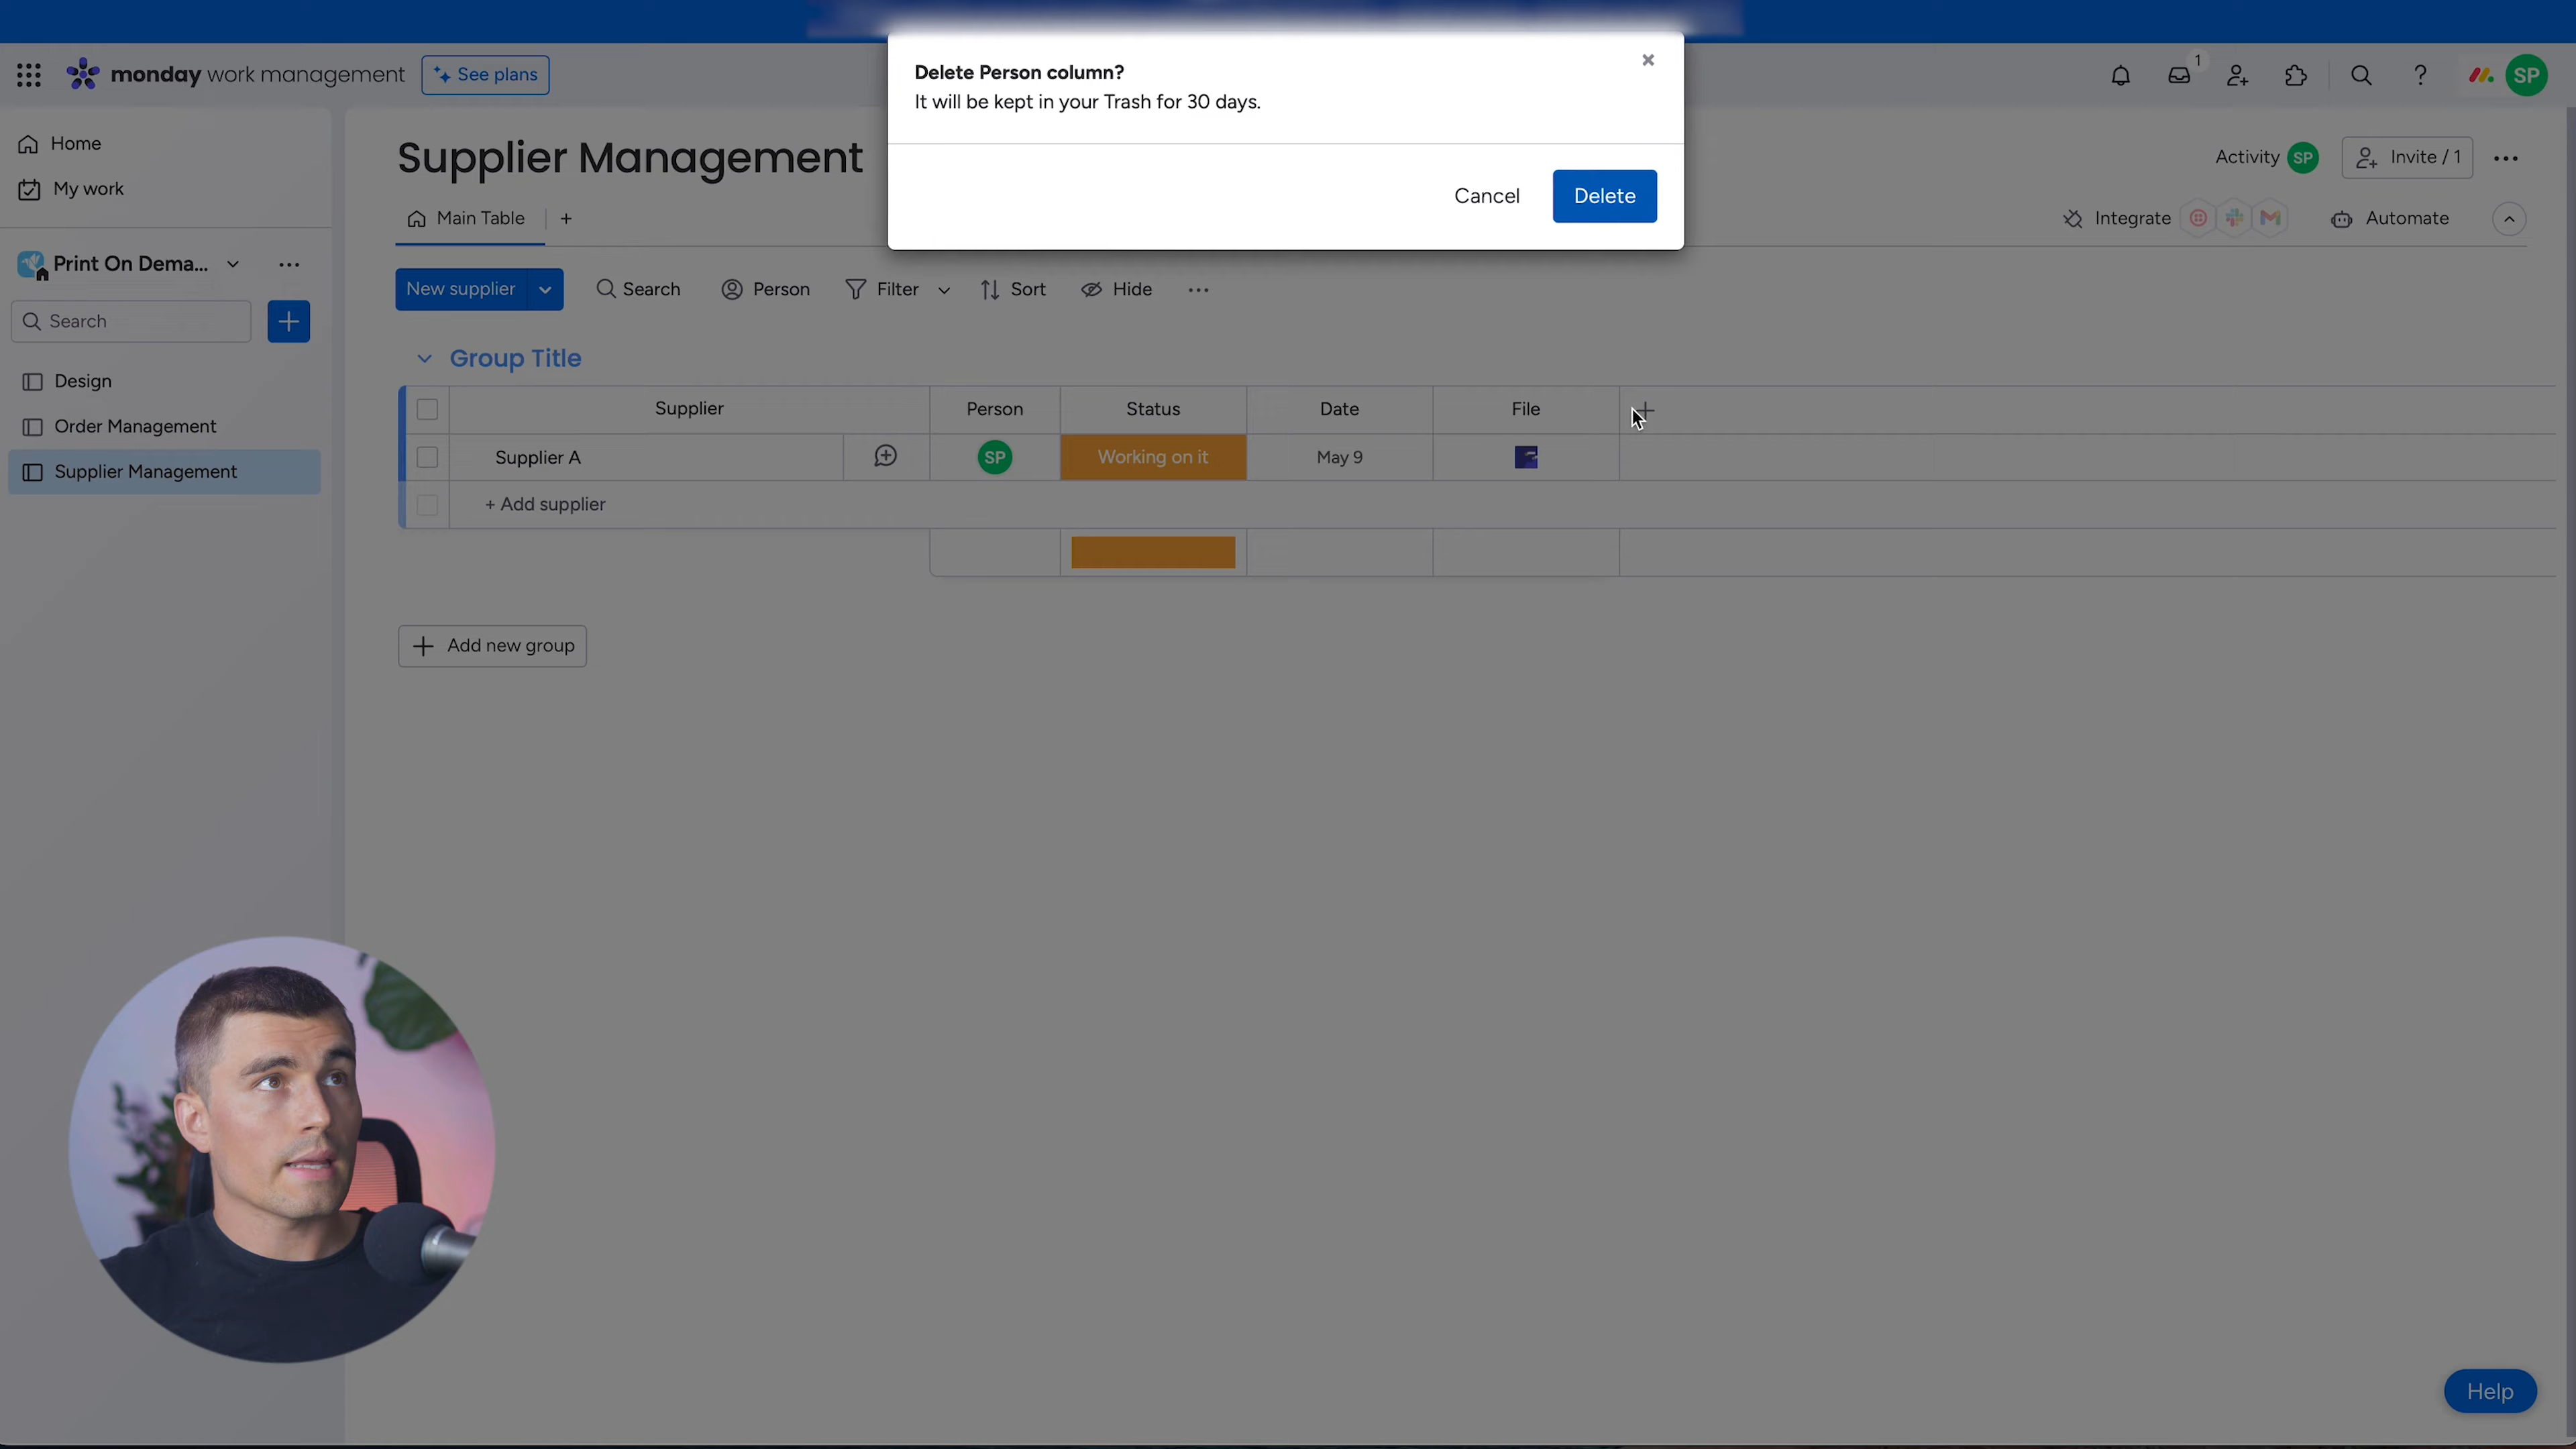 Delete Person column?
It will be kept in your Trash for 30 days.
Cancel
Delete
monday work management
See plans
1
SP
Home
My work
Print On Dema...
Search
Design
Order Management
Supplier Management
Supplier Management
Activity SP
Invite / 1
Main Table
Integrate
Automate
New supplier
Search
Person
Filter
Sort
Hide
Group Title
Supplier
Person
Status
Date
File
Supplier A
SP
Working on it
May 9
+ Add supplier
Add new group
Help